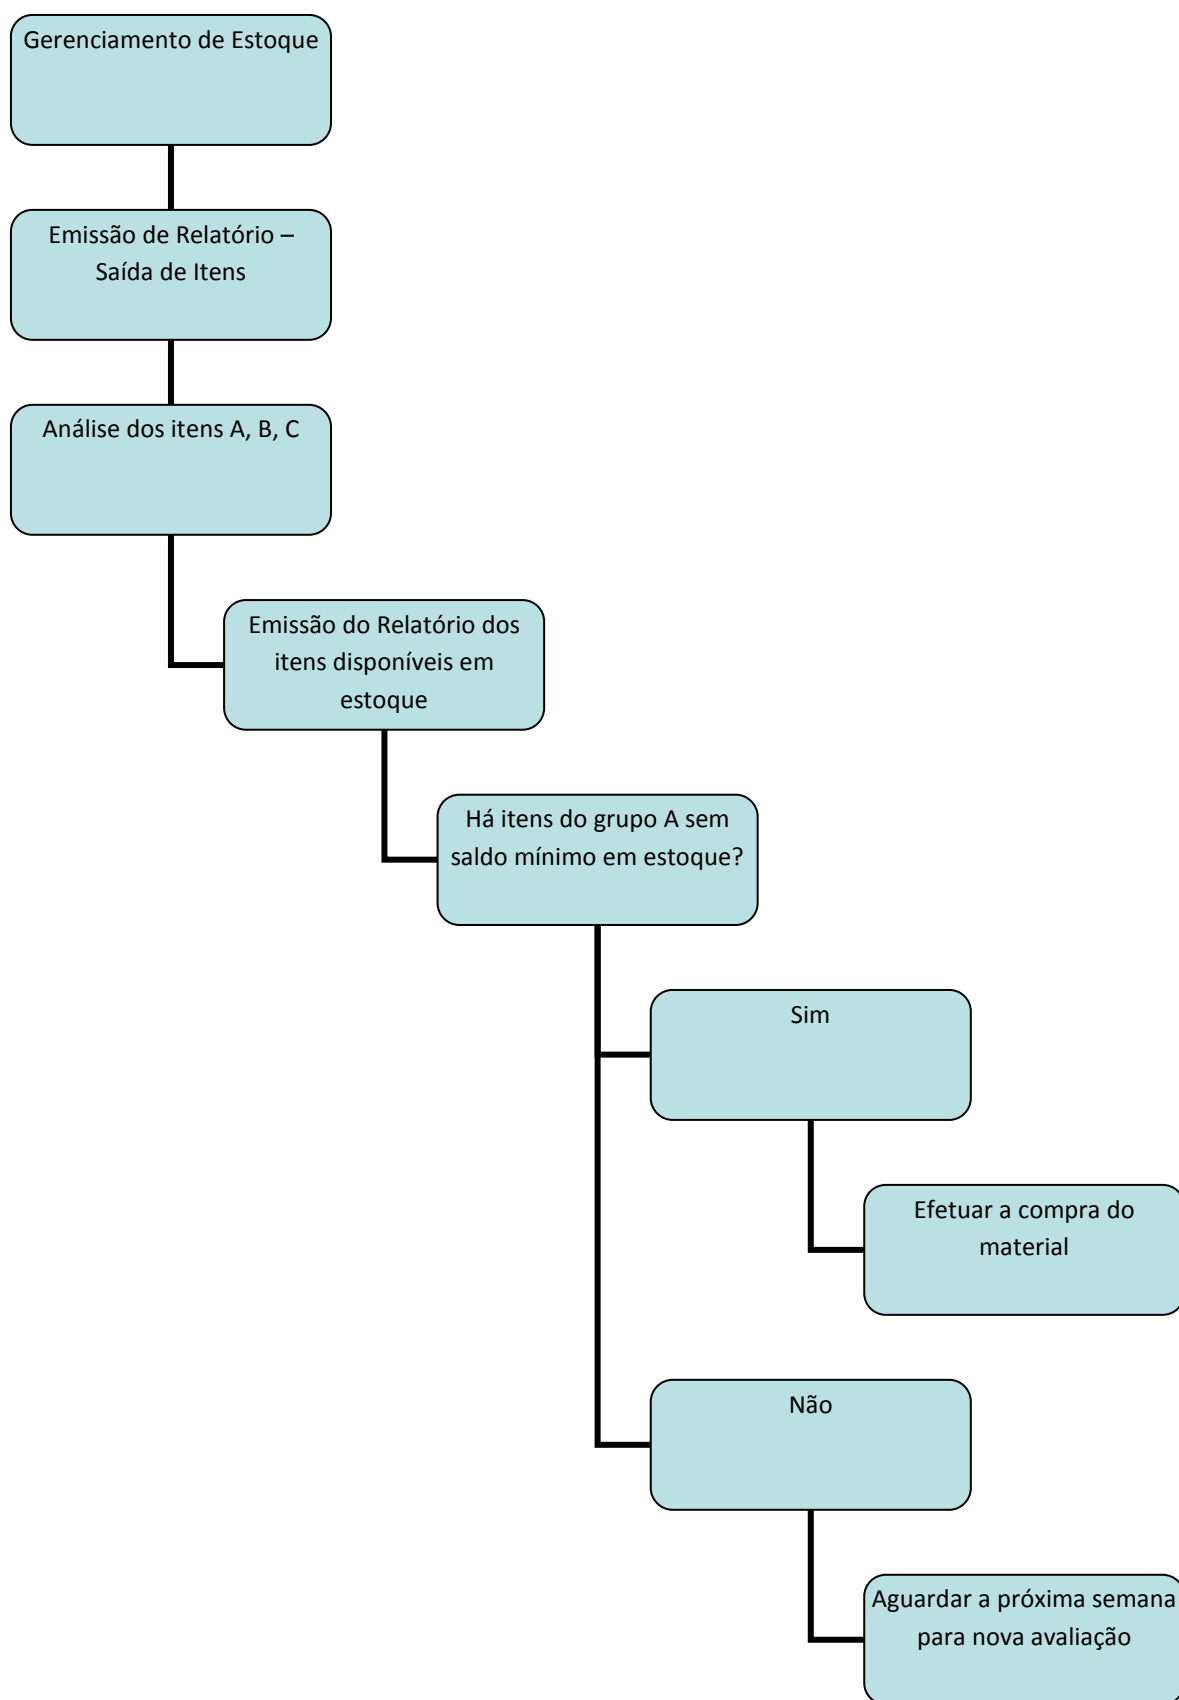 Gerenciamento de Estoque
Emissão de Relatório –
Saída de Itens
Análise dos itens A, B, C
Emissão do Relatório dos
itens disponíveis em
estoque
Há itens do grupo A sem
saldo mínimo em estoque?
Sim
Efetuar a compra do
material
Não
Aguardar a próxima semana
para nova avaliação